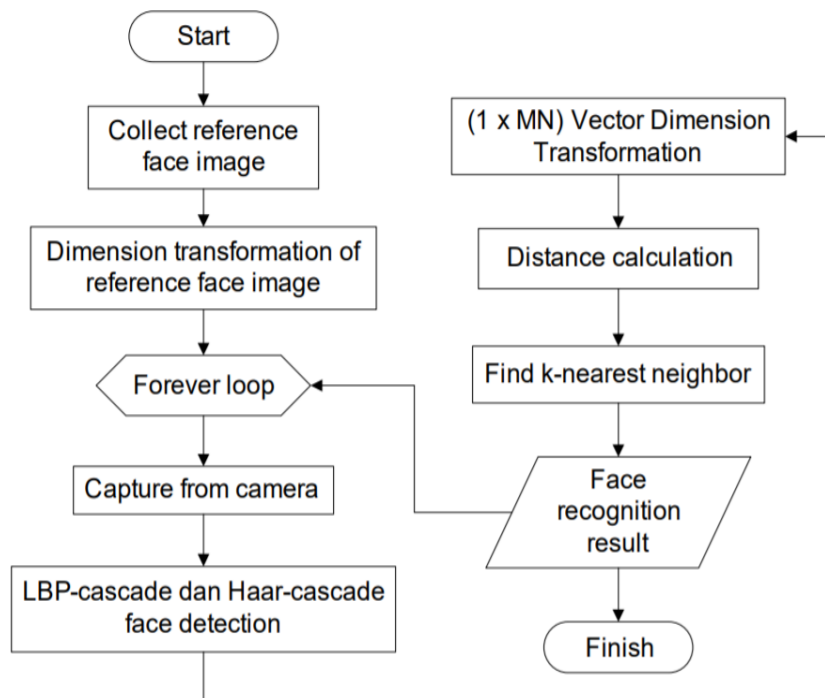 Start
Collect reference
face image
Dimension transformation of
reference face image
Forever loop
Capture from camera
LBP-cascade dan Haar-cascade
face detection
(1 x MN) Vector Dimension
Transformation
Distance calculation
Find k-nearest neighbor
Face
recognition
result
Finish